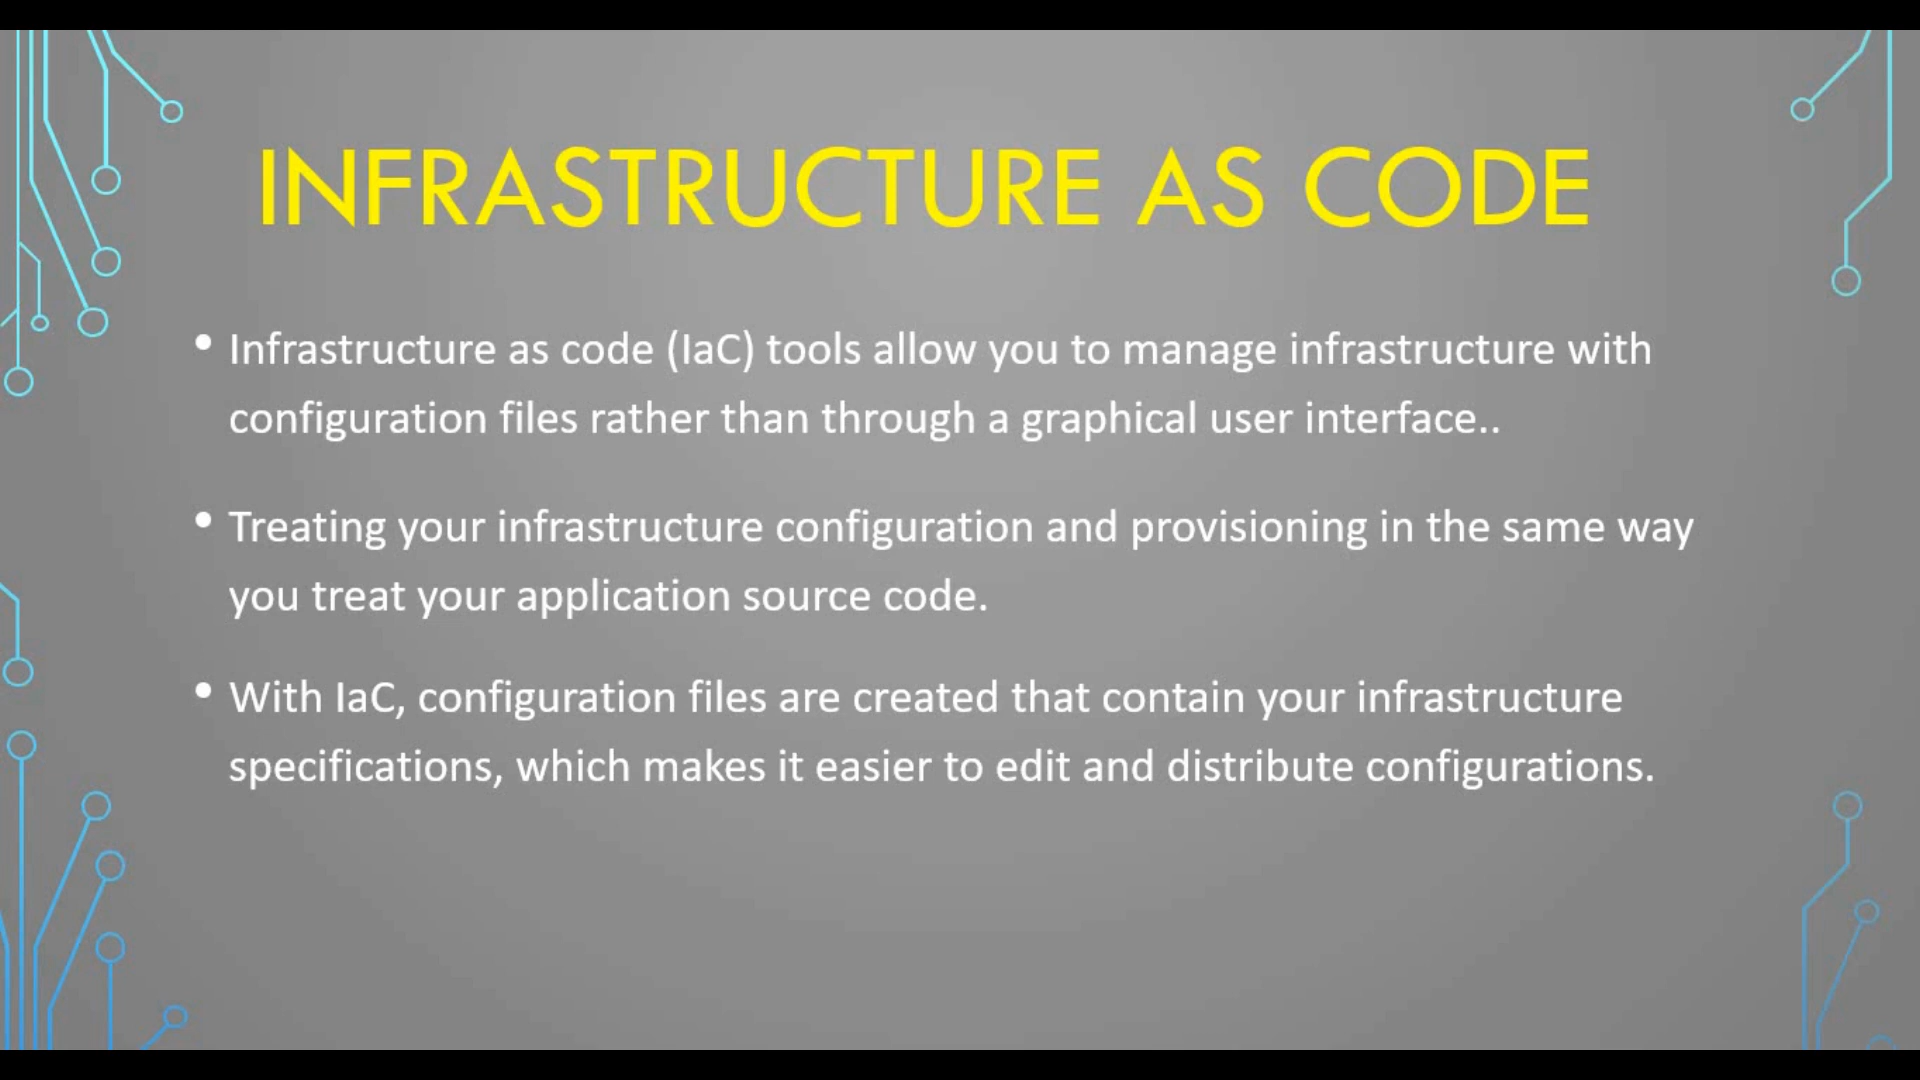 INFRASTRUCTURE AS CODE
• Infrastructure as code (IaC) tools allow you to manage infrastructure with
configuration files rather than through a graphical user interface..
• Treating your infrastructure configuration and provisioning in the same way
you treat your application source code.
• With IaC, configuration files are created that contain your infrastructure
specifications, which makes it easier to edit and distribute configurations.